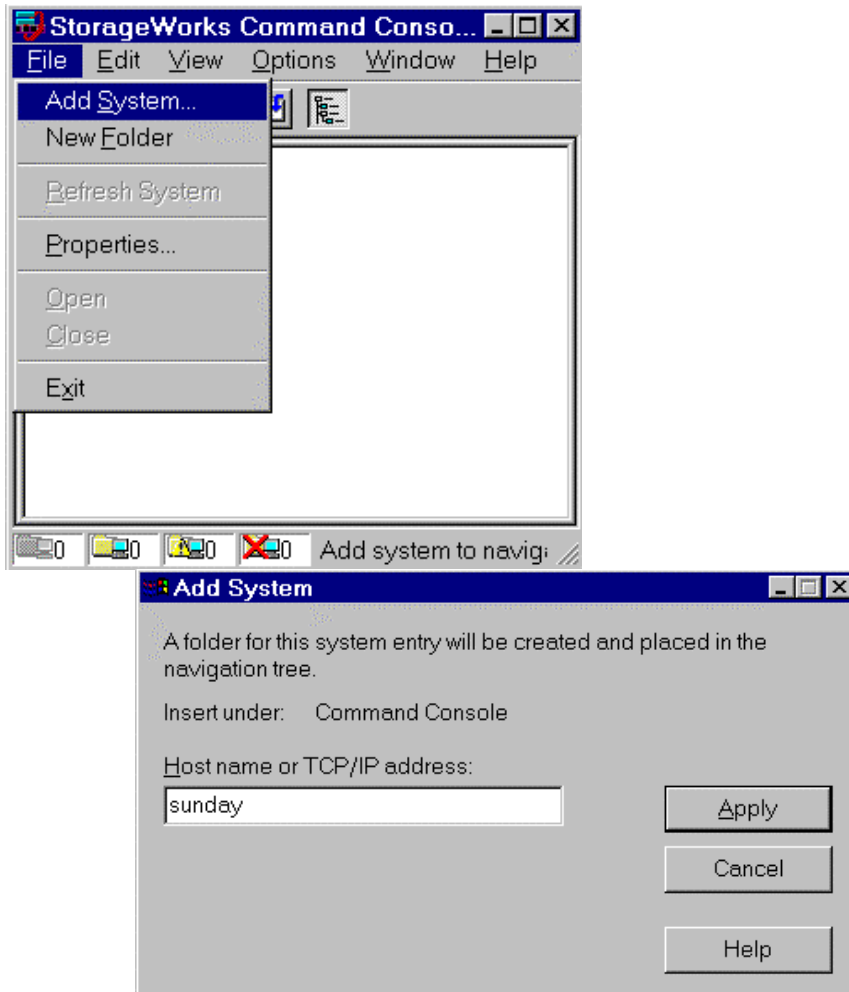 StorageWorks Command Conso...
File Edit View Options Window Help
Add System...
New Folder
Refresh System
Properties...
Open
Close
Exit
0 0 0 0 Add system to navig
Add System
A folder for this system entry will be created and placed in the
navigation tree.
Insert under: Command Console
Host name or TCP/IP address:
sunday
Apply
Cancel
Help